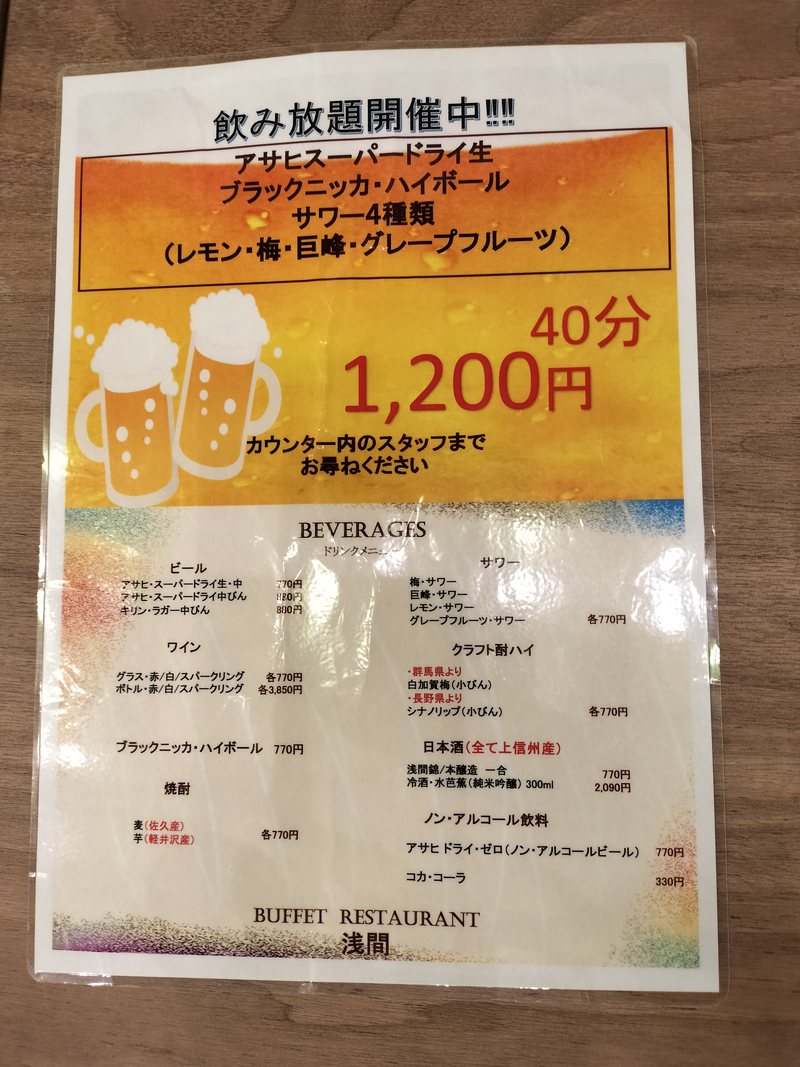 飲み放題開催中!!!!
アサヒスーパードライ生
ブラックニッカ・ハイボール
サワー4種類
(レモン・梅・巨峰・グレープフルーツ)
40分
1,200円
カウンター内のスタッフまで
お尋ねください
BEVERAGES
ドリンクメニュー
ビール
アサヒ・スーパードライ生・中 770円
アサヒ・スーパードライ中びん 880円
キリン・ラガー中びん 880円
ワイン
グラス・赤/白/スパークリング 各770円
ボトル・赤/白/スパークリング 各3,850円
ブラックニッカ・ハイボール 770円
焼酎
麦(佐久産)
芋(軽井沢産) 各770円
サワー
梅・サワー
巨峰・サワー
レモン・サワー
グレープフルーツ・サワー 各770円
クラフト酎ハイ
・群馬県より
白加賀梅(小びん)
・長野県より
シナノリップ(小びん) 各770円
日本酒(全て上信州産)
浅間錦/本醸造 一合 770円
冷酒・水芭蕉(純米吟醸) 300ml 2,090円
ノン・アルコール飲料
アサヒドライ・ゼロ(ノン・アルコールビール) 770円
コカ・コーラ 330円
BUFFET RESTAURANT
浅間